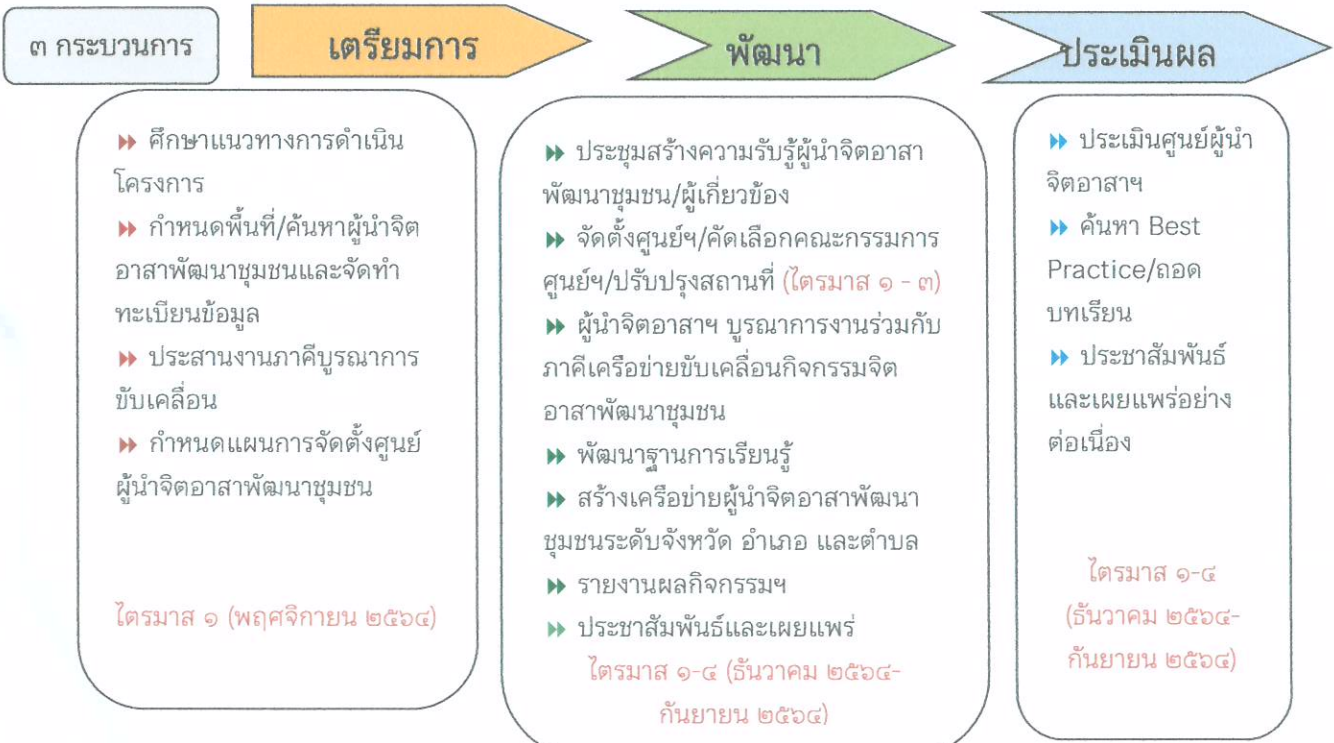 ๓ กระบวนการ
เตรียมการ
พัฒนา
ประเมินผล
ศึกษาแนวทางการดำเนิน
โครงการ
กำหนดพื้นที่/ค้นหาผู้นำจิต
อาสาพัฒนาชุมชนและจัดทำ
ทะเบียนข้อมูล
ประสานงานภาคีบูรณาการ
ขับเคลื่อน
กำหนดแผนการจัดตั้งศูนย์
ผู้นำจิตอาสาพัฒนาชุมชน
ไตรมาส ๑ (พฤศจิกายน ๒๕๖๔)
ประชุมสร้างความรับรู้ผู้นำจิตอาสา
พัฒนาชุมชน/ผู้เกี่ยวข้อง
จัดตั้งศูนย์ฯ/คัดเลือกคณะกรรมการ
ศูนย์ฯ/ปรับปรุงสถานที่ (ไตรมาส ๑ - ๓)
ผู้นำจิตอาสาฯ บูรณาการงานร่วมกับ
ภาคีเครือข่ายขับเคลื่อนกิจกรรมจิต
อาสาพัฒนาชุมชน
พัฒนาฐานการเรียนรู้
สร้างเครือข่ายผู้นำจิตอาสาพัฒนา
ชุมชนระดับจังหวัด อำเภอ และตำบล
รายงานผลกิจกรรมฯ
ประชาสัมพันธ์และเผยแพร่
ไตรมาส ๑-๔ (ธันวาคม ๒๕๖๔-
กันยายน ๒๕๖๔)
ประเมินศูนย์ผู้นำ
จิตอาสาฯ
ค้นหา Best
Practice/ถอด
บทเรียน
ประชาสัมพันธ์
และเผยแพร่อย่าง
ต่อเนื่อง
ไตรมาส ๑-๔
(ธันวาคม ๒๕๖๔-
กันยายน ๒๕๖๔)